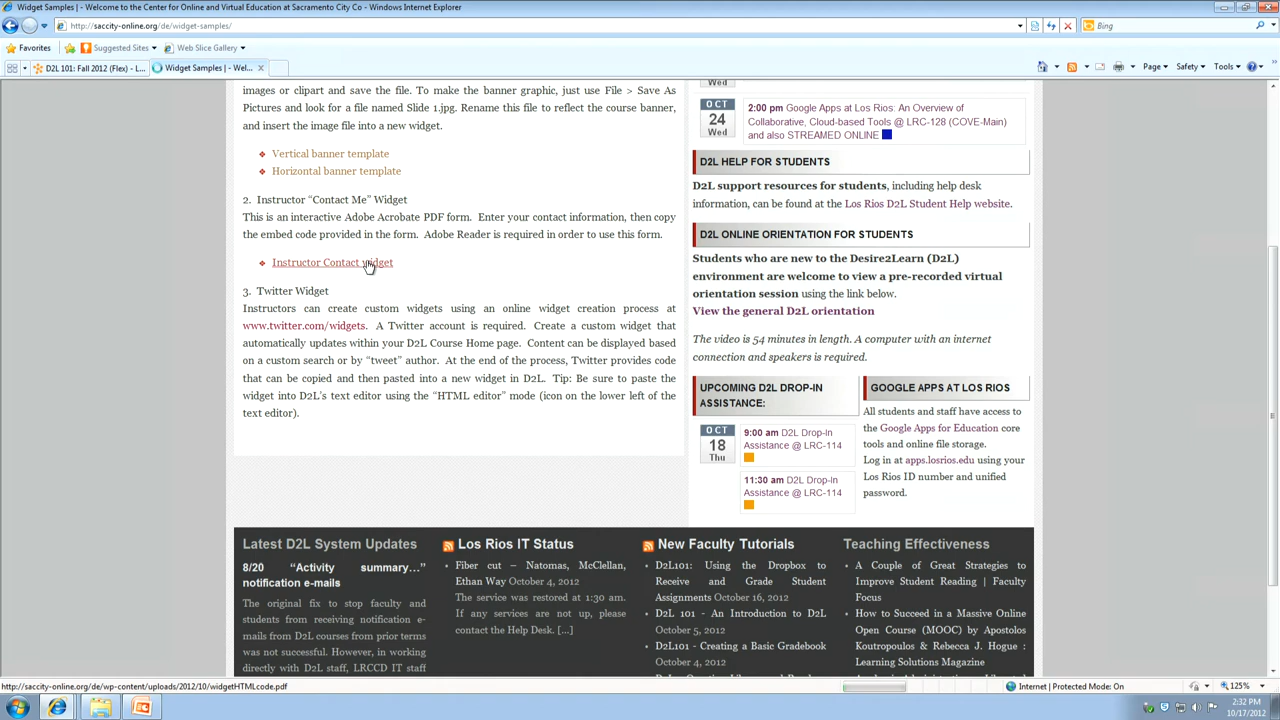 Widget Samples | - Welcome to the Center for Online and Virtual Education at Sacramento City Co - Windows Internet Explorer
http://saccity-online.org/de/widget-samples/
Bing
Favorites
Suggested Sites
Web Slice Gallery
D2L 101: Fall 2012 (Flex) - L...
Widget Samples | - Wel...
Page
Safety
Tools
images or clipart and save the file. To make the banner graphic, just use File > Save As
Pictures and look for a file named Slide 1.jpg. Rename this file to reflect the course banner,
and insert the image file into a new widget.
Vertical banner template
Horizontal banner template
2. Instructor “Contact Me” Widget
This is an interactive Adobe Acrobate PDF form. Enter your contact information, then copy
the embed code provided in the form. Adobe Reader is required in order to use this form.
Instructor Contact widget
3. Twitter Widget
Instructors can create custom widgets using an online widget creation process at
www.twitter.com/widgets. A Twitter account is required. Create a custom widget that
automatically updates within your D2L Course Home page. Content can be displayed based
on a custom search or by “tweet” author. At the end of the process, Twitter provides code
that can be copied and then pasted into a new widget in D2L. Tip: Be sure to paste the
widget into D2L’s text editor using the “HTML editor” mode (icon on the lower left of the
text editor).
Wed
OCT
24
Wed
2:00 pm Google Apps at Los Rios: An Overview of
Collaborative, Cloud-based Tools @ LRC-128 (COVE-Main)
and also STREAMED ONLINE
D2L HELP FOR STUDENTS
D2L support resources for students, including help desk
information, can be found at the Los Rios D2L Student Help website.
D2L ONLINE ORIENTATION FOR STUDENTS
Students who are new to the Desire2Learn (D2L)
environment are welcome to view a pre-recorded virtual
orientation session using the link below.
View the general D2L orientation
The video is 54 minutes in length. A computer with an internet
connection and speakers is required.
UPCOMING D2L DROP-IN
ASSISTANCE:
OCT
18
Thu
9:00 am D2L Drop-In
Assistance @ LRC-114
11:30 am D2L Drop-In
Assistance @ LRC-114
GOOGLE APPS AT LOS RIOS
All students and staff have access to
the Google Apps for Education core
tools and online file storage.
Log in at apps.losrios.edu using your
Los Rios ID number and unified
password.
Latest D2L System Updates
8/20 “Activity summary...”
notification e-mails
The original fix to stop faculty and
students from receiving notification e-
mails from D2L courses from prior terms
was not successful. However, in working
directly with D2L staff, LRCCD IT staff
Los Rios IT Status
Fiber cut – Natomas, McClellan,
Ethan Way October 4, 2012
The service was restored at 1:30 am.
If any services are not up, please
contact the Help Desk. [...]
New Faculty Tutorials
D2L101: Using the Dropbox to
Receive and Grade Student
Assignments October 16, 2012
D2L 101 - An Introduction to D2L
October 5, 2012
D2L101 - Creating a Basic Gradebook
October 4, 2012
Teaching Effectiveness
A Couple of Great Strategies to
Improve Student Reading | Faculty
Focus
How to Succeed in a Massive Online
Open Course (MOOC) by Apostolos
Koutropoulos & Rebecca J. Hogue :
Learning Solutions Magazine
http://saccity-online.org/de/wp-content/uploads/2012/10/widgetHTMLcode.pdf
Internet | Protected Mode: On
125%
2:32 PM
10/17/2012